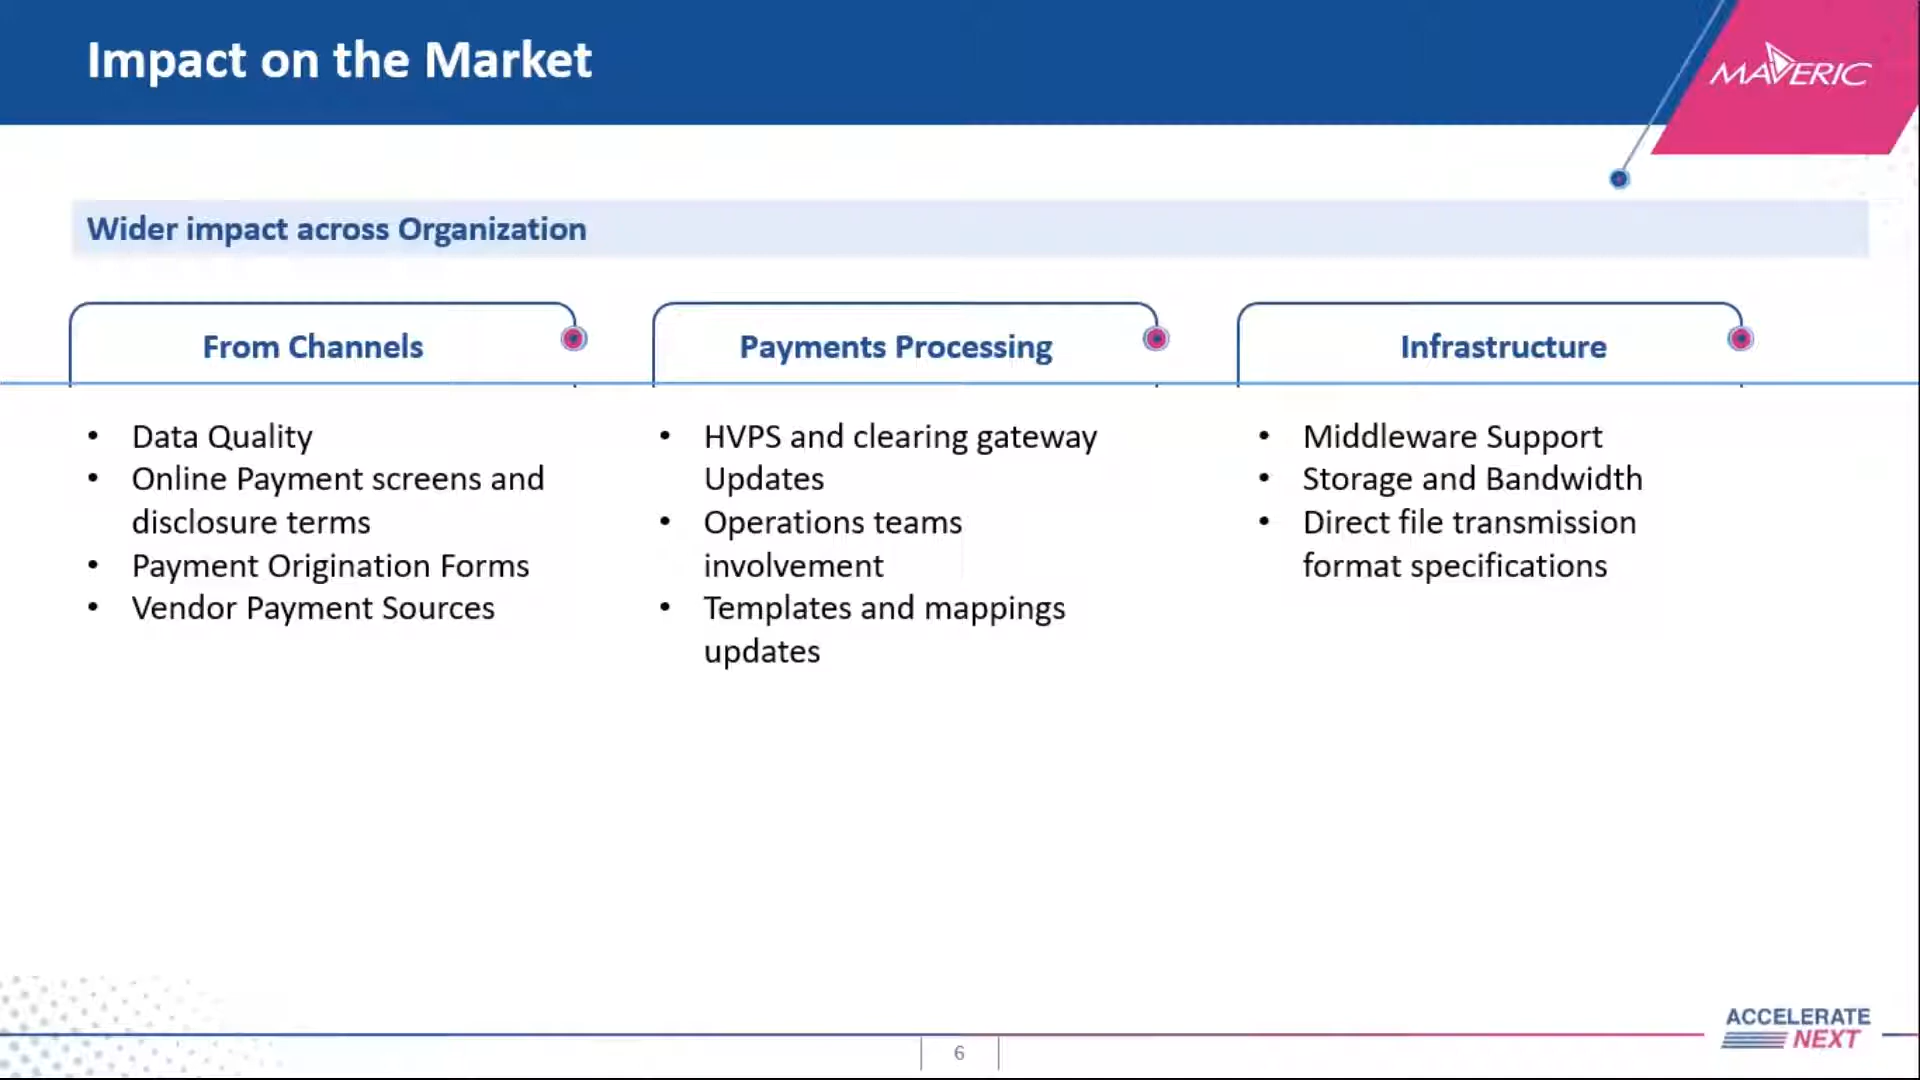 Impact on the Market
MAVERIC
Wider impact across Organization
From Channels
• Data Quality
• Online Payment screens and
disclosure terms
• Payment Origination Forms
• Vendor Payment Sources
Payments Processing
• HVPS and clearing gateway
Updates
• Operations teams
involvement
• Templates and mappings
updates
Infrastructure
• Middleware Support
• Storage and Bandwidth
• Direct file transmission
format specifications
6
ACCELERATE
NEXT